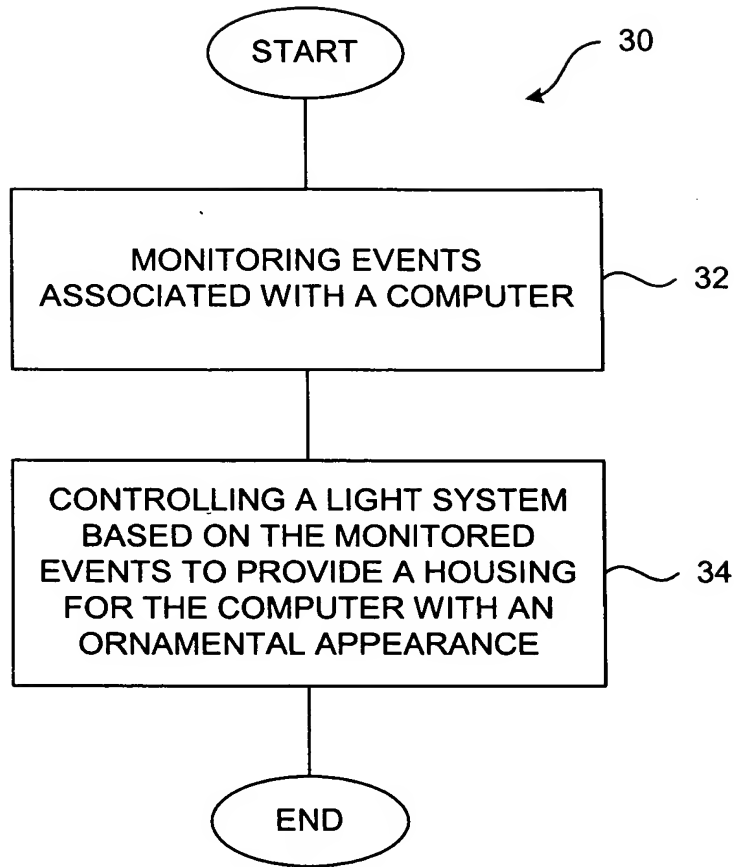 START
30
MONITORING EVENTS
ASSOCIATED WITH A COMPUTER
32
CONTROLLING A LIGHT SYSTEM
BASED ON THE MONITORED
EVENTS TO PROVIDE A HOUSING
FOR THE COMPUTER WITH AN
ORNAMENTAL APPEARANCE
34
END